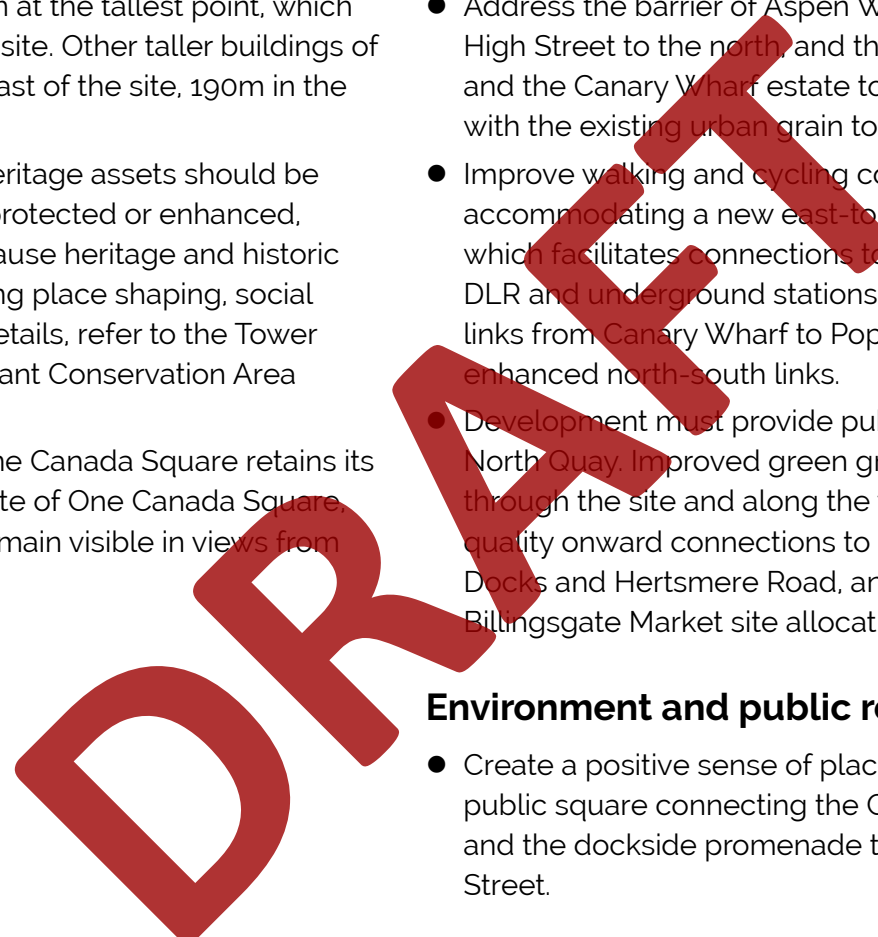 n at the tallest point, which
site. Other taller buildings of
ast of the site, 190m in the
eritage assets should be
protected or enhanced,
ause heritage and historic
ng place shaping, social
etails, refer to the Tower
ant Conservation Area
ne Canada Square retains its
te of One Canada Square,
main visible in views from
● Address the barrier of Aspen W
High Street to the north, and th
and the Canary Wharf estate to
with the existing urban grain to
● Improve walking and cycling co
accommodating a new east-to
which facilitates connections to
DLR and underground stations
links from Canary Wharf to Pop
enhanced north-south links.
● Development must provide pu
North Quay. Improved green gr
through the site and along the
quality onward connections to
Docks and Hertsmere Road, an
Billingsgate Market site allocat
Environment and public re
● Create a positive sense of plac
public square connecting the C
and the dockside promenade t
Street.
DRAFT